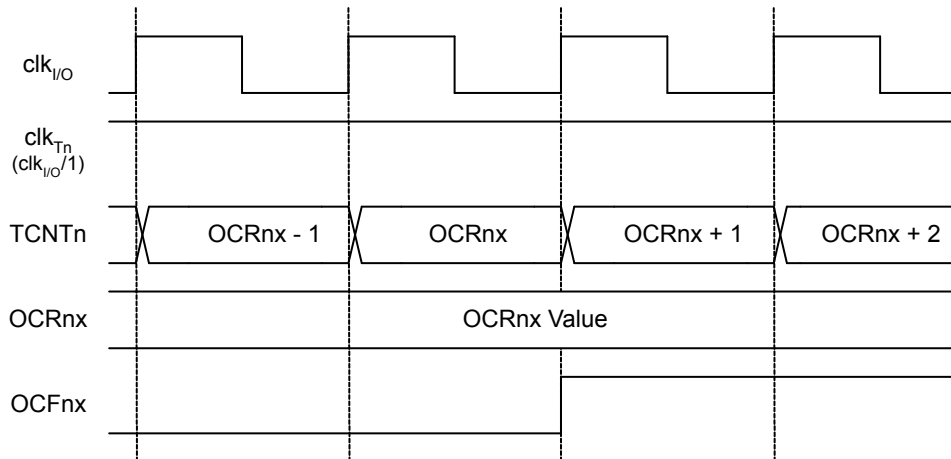 clkI/O
clkTn
(clkI/O/1)
TCNTn OCRnx - 1 OCRnx OCRnx + 1 OCRnx + 2
OCRnx OCRnx Value
OCFnx